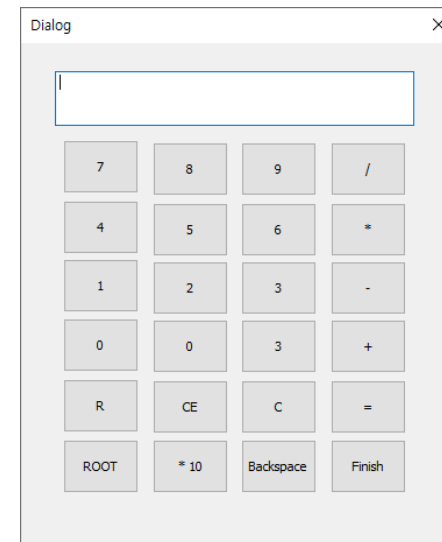 Dialog
7 8 9 /
4 5 6 *
1 2 3 -
0 0 3 +
R CE C =
ROOT * 10 Backspace Finish